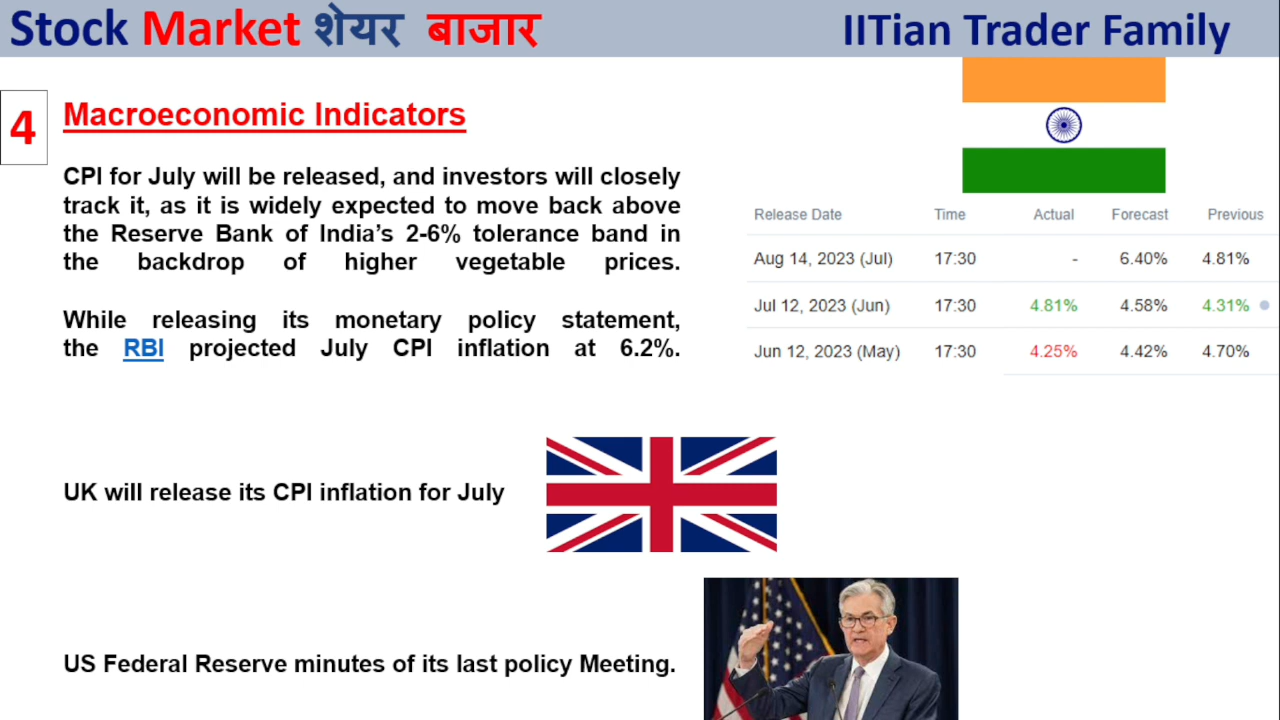 Stock Market शेयर बाजार IITian Trader Family
4 Macroeconomic Indicators
CPI for July will be released, and investors will closely
track it, as it is widely expected to move back above
the Reserve Bank of India’s 2-6% tolerance band in
the backdrop of higher vegetable prices.
While releasing its monetary policy statement,
the RBI projected July CPI inflation at 6.2%.
Release Date Time Actual Forecast Previous
Aug 14, 2023 (Jul) 17:30 - 6.40% 4.81%
Jul 12, 2023 (Jun) 17:30 4.81% 4.58% 4.31%
Jun 12, 2023 (May) 17:30 4.25% 4.42% 4.70%
UK will release its CPI inflation for July
US Federal Reserve minutes of its last policy Meeting.